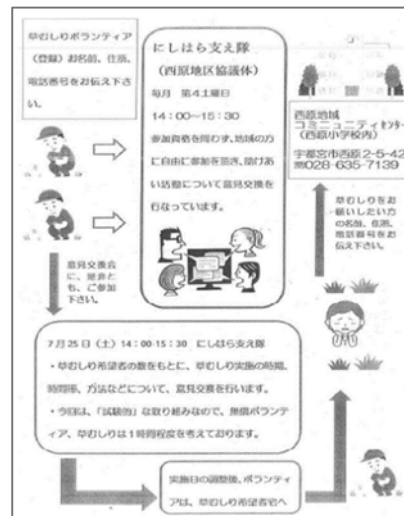 草むしりボランティア
（登録）お名前、住所、
電話番号をお伝え下さ
い。
にしはら支え隊
（西原地区協議体）
毎月　第４土曜日
１４：００～１５：３０
参加資格を問わず、地域の方
に自由に参加を頂き、助けあ
い活動について意見交換を
行なっています。
西原地域
コミュニティセンター
（西原小学校内）
宇都宮市西原2-5-42
☎028-635-7139
草むしりをお
願いしたい方
の名前、住所、
電話番号をお
伝え下さい。
意見交換会
に、是非と
も、ご参加
下さい。
７月２５日（土）１４：００-１５：３０　にしはら支え隊
・草むしり希望者の数をもとに、草むしり実施の時期、
時間帯、方法などについて、意見交換を行います。
・今回は、「試験的」な取り組みなので、無償ボランテ
ィア、草むしりは１時間程度を考えております。
実施日の調整後、ボランティ
アは、草むしり希望者宅へ